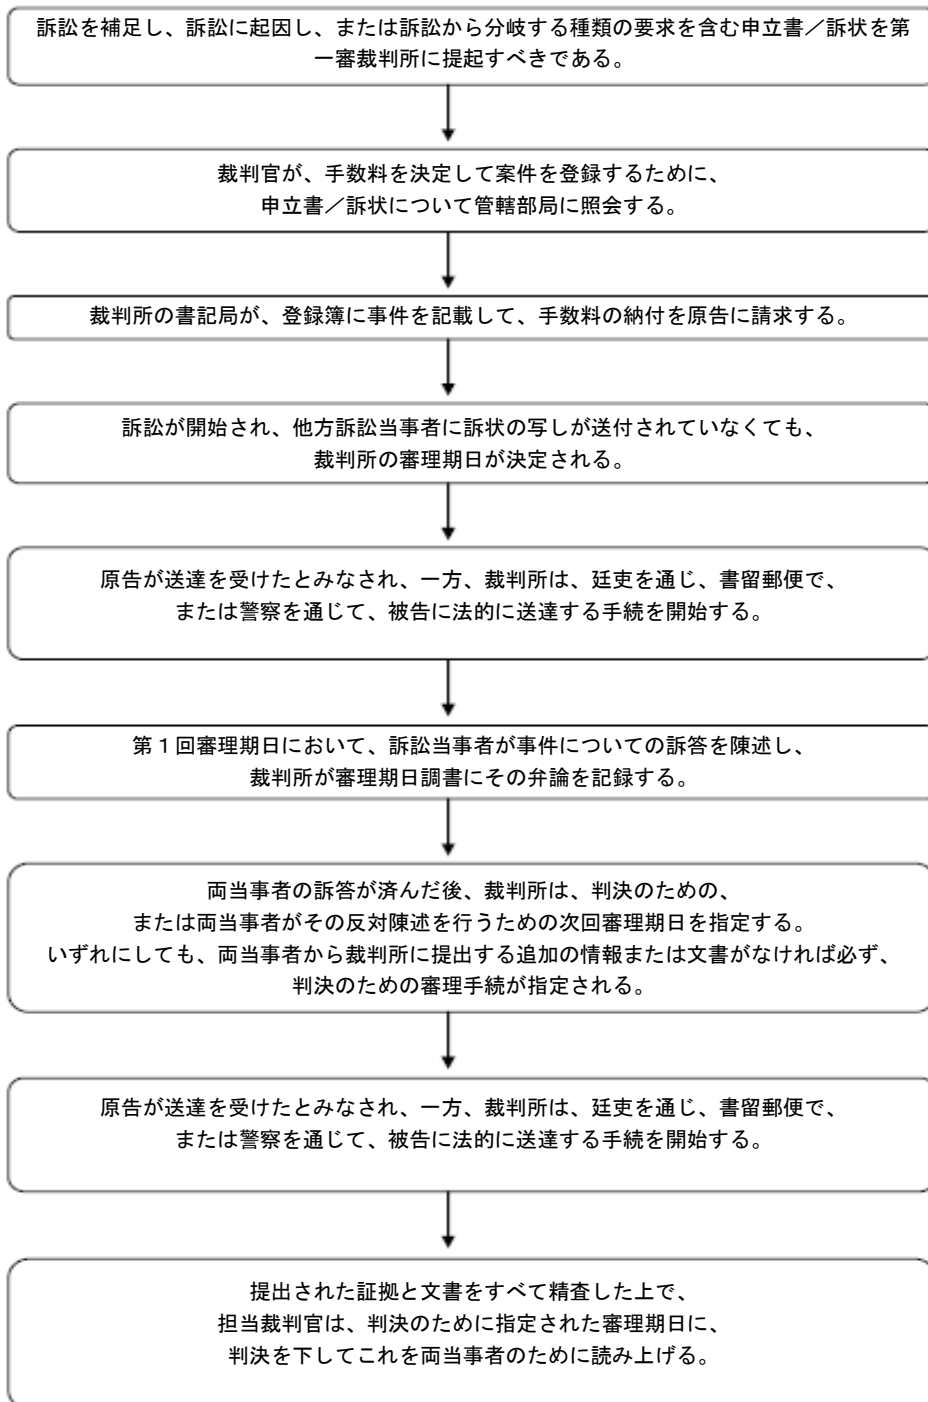 訴訟を補足し、訴訟に起因し、または訴訟から分岐する種類の要求を含む申立書／訴状を第
一審裁判所に提起すべきである。
裁判官が、手数料を決定して案件を登録するために、
申立書／訴状について管轄部局に照会する。
裁判所の書記局が、登録簿に事件を記載して、手数料の納付を原告に請求する。
訴訟が開始され、他方訴訟当事者に訴状の写しが送付されていなくても、
裁判所の審理期日が決定される。
原告が送達を受けたとみなされ、一方、裁判所は、廷吏を通じ、書留郵便で、
または警察を通じて、被告に法的に送達する手続を開始する。
第１回審理期日において、訴訟当事者が事件についての訴答を陳述し、
裁判所が審理期日調書にその弁論を記録する。
両当事者の訴答が済んだ後、裁判所は、判決のための、
または両当事者がその反対陳述を行うための次回審理期日を指定する。
いずれにしても、両当事者から裁判所に提出する追加の情報または文書がなければ必ず、
判決のための審理手続が指定される。
原告が送達を受けたとみなされ、一方、裁判所は、廷吏を通じ、書留郵便で、
または警察を通じて、被告に法的に送達する手続を開始する。
提出された証拠と文書をすべて精査した上で、
担当裁判官は、判決のために指定された審理期日に、
判決を下してこれを両当事者のために読み上げる。